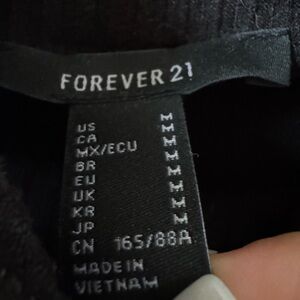 FOREVER 21
US M
CA M
MX/ECU M
BR M
EU M
UK M
KR M
JP M
CN 165/88A
MADE IN
VIETNAM